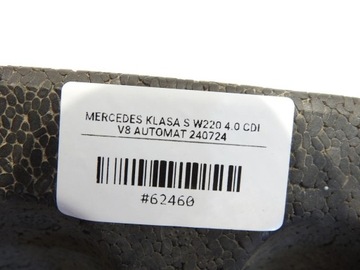 MERCEDES KLASA S W220 4.0 CDI
V8 AUTOMAT 240724
#62460